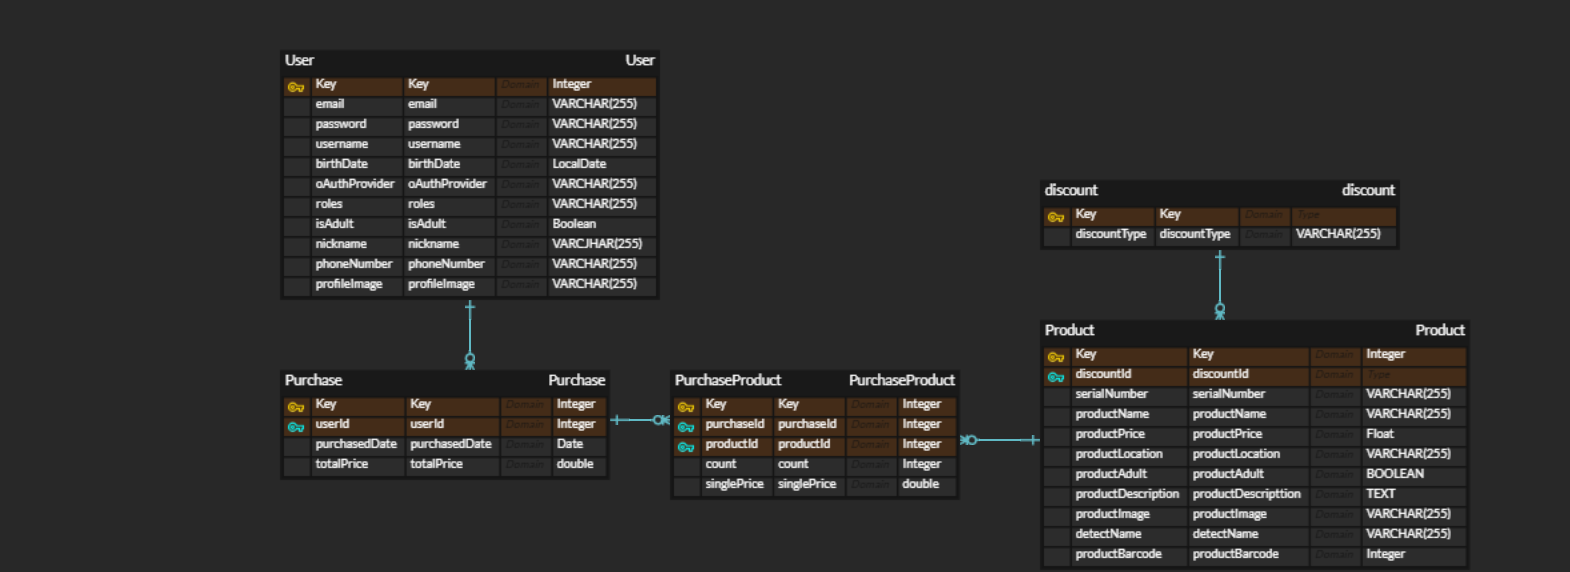 User User
Key Key Domain Integer
email email Domain VARCHAR(255)
password password Domain VARCHAR(255)
username username Domain VARCHAR(255)
birthDate birthDate Domain LocalDate
oAuthProvider oAuthProvider Domain VARCHAR(255)
roles roles Domain VARCHAR(255)
isAdult isAdult Domain Boolean
nickname nickname Domain VARCJHAR(255)
phoneNumber phoneNumber Domain VARCHAR(255)
profileImage profileImage Domain VARCHAR(255)
discount discount
Key Key Domain Type
discountType discountType Domain VARCHAR(255)
Purchase Purchase
Key Key Domain Integer
userId userId Domain Integer
purchasedDate purchasedDate Domain Date
totalPrice totalPrice Domain double
PurchaseProduct PurchaseProduct
Key Key Domain Integer
purchaseId purchaseId Domain Integer
productId productId Domain Integer
count count Domain Integer
singlePrice singlePrice Domain double
Product Product
Key Key Domain Integer
discountId discountId Domain Type
serialNumber serialNumber Domain VARCHAR(255)
productName productName Domain VARCHAR(255)
productPrice productPrice Domain Float
productLocation productLocation Domain VARCHAR(255)
productAdult productAdult Domain BOOLEAN
productDescription productDescripttion Domain TEXT
productImage productImage Domain VARCHAR(255)
detectName detectName Domain VARCHAR(255)
productBarcode productBarcode Domain Integer